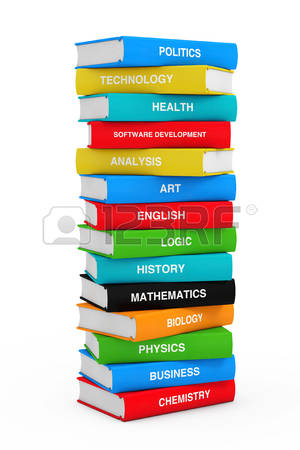 POLITICS
TECHNOLOGY
HEALTH
SOFTWARE DEVELOPMENT
ANALYSIS
ART
ENGLISH
123RF
LOGIC
HISTORY
MATHEMATICS
BIOLOGY
PHYSICS
BUSINESS
CHEMISTRY